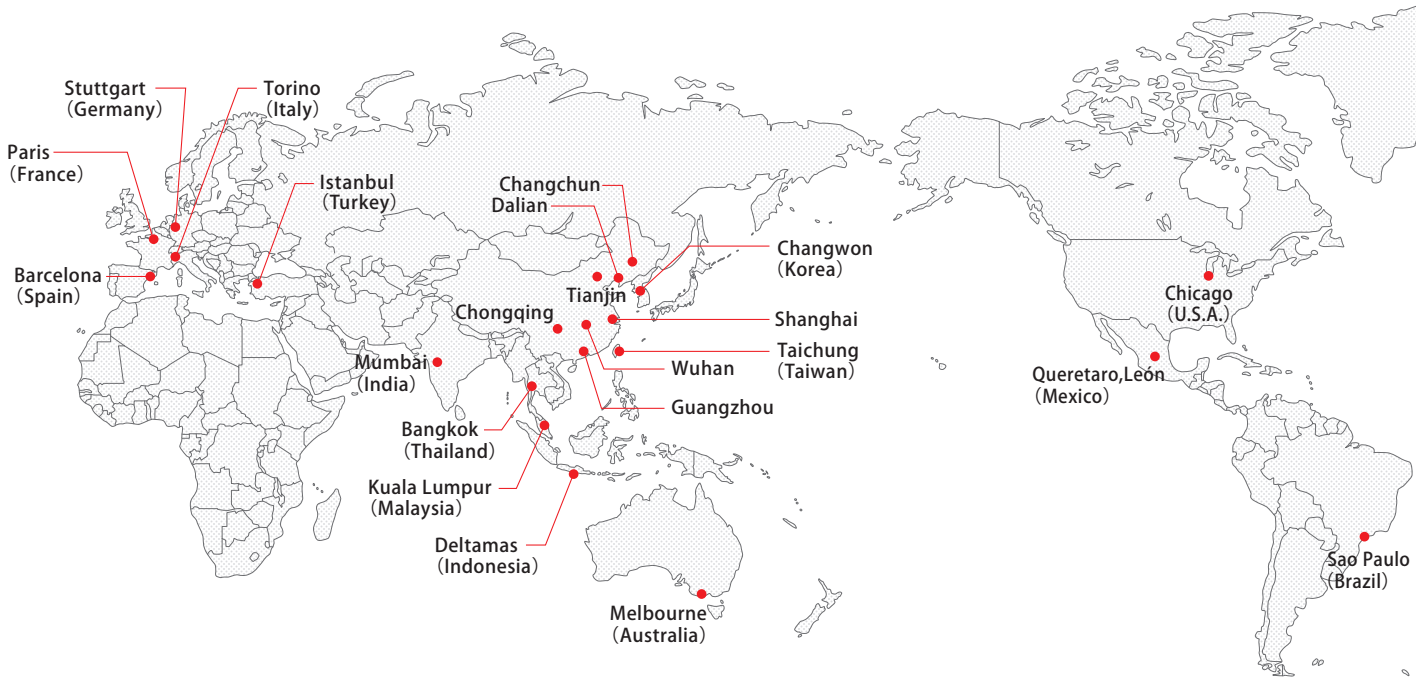 Stuttgart
（Germany）
Torino
（Italy）
Paris
（France）
Istanbul
（Turkey）
Barcelona
（Spain）
Changchun
Dalian
Changwon
（Korea）
Tianjin
Chongqing
Shanghai
Mumbai
（India）
Wuhan
Taichung
（Taiwan）
Guangzhou
Bangkok
（Thailand）
Kuala Lumpur
（Malaysia）
Deltamas
（Indonesia）
Melbourne
（Australia）
Chicago
（U.S.A.）
Queretaro,León
（Mexico）
Sao Paulo
（Brazil）